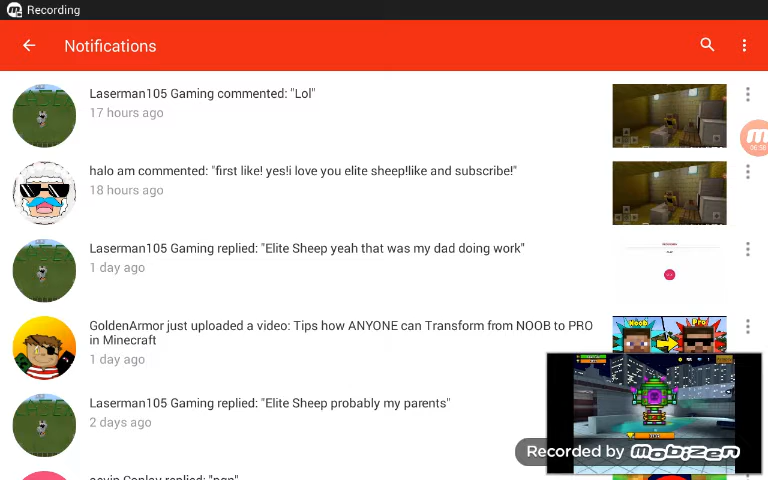 Recording
Notifications
Laserman105 Gaming commented: "Lol"
17 hours ago
halo am commented: "first like! yes!i love you elite sheep!like and subscribe!"
18 hours ago
Laserman105 Gaming replied: "Elite Sheep yeah that was my dad doing work"
1 day ago
GoldenArmor just uploaded a video: Tips how ANYONE can Transform from NOOB to PRO
in Minecraft
1 day ago
Noob
Pro
Laserman105 Gaming replied: "Elite Sheep probably my parents"
2 days ago
Recorded by mobizen